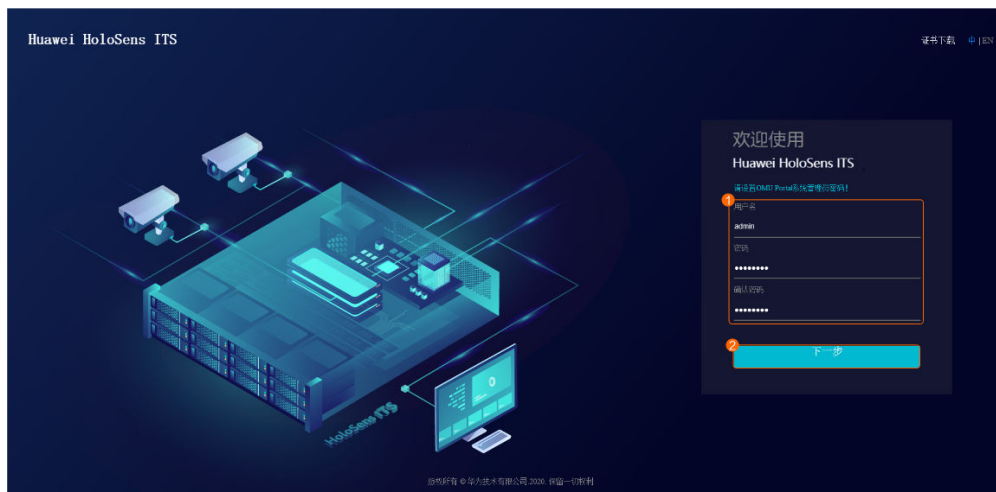 Huawei HoloSens ITS
证书下载 中 | EN
欢迎使用
Huawei HoloSens ITS
请设置OMU Portal系统管理员密码！
1
用户名
admin
密码
••••••••
确认密码
••••••••
2
下一步
HoloSens ITS
版权所有 © 华为技术有限公司 2020. 保留一切权利